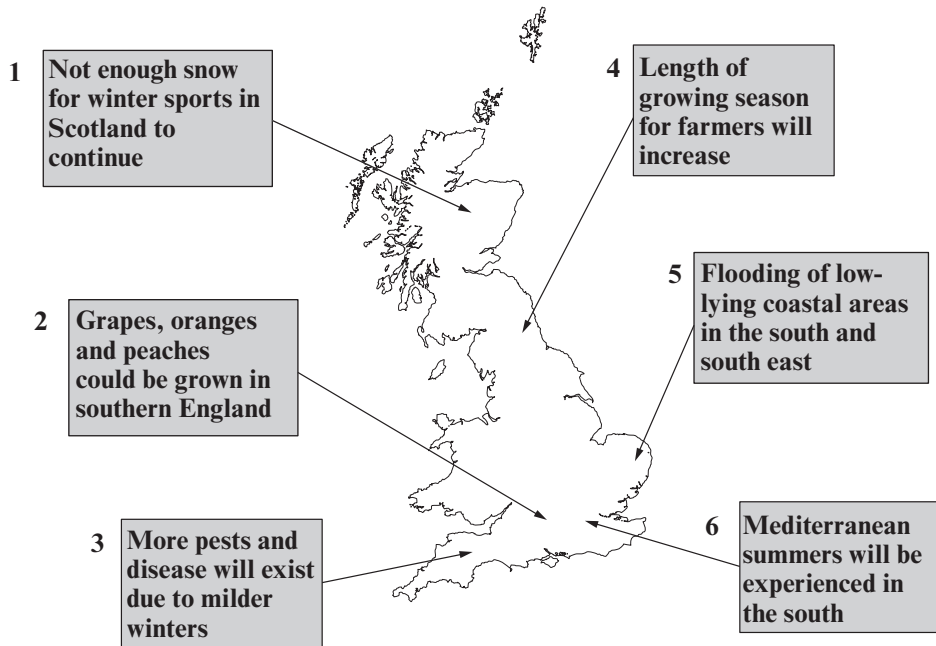 1
Not enough snow
for winter sports in
Scotland to
continue
2
Grapes, oranges
and peaches
could be grown in
southern England
3
More pests and
disease will exist
due to milder
winters
4
Length of
growing season
for farmers will
increase
5
Flooding of low-
lying coastal areas
in the south and
south east
6
Mediterranean
summers will be
experienced in
the south